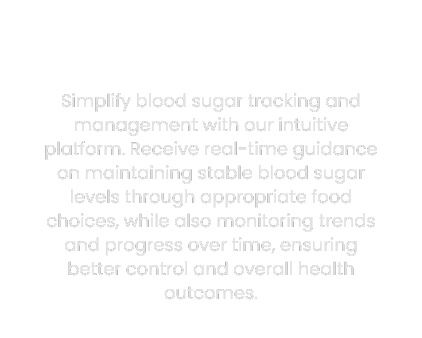 Simplify blood sugar tracking and
management with our intuitive
platform. Receive real-time guidance
on maintaining stable blood sugar
levels through appropriate food
choices, while also monitoring trends
and progress over time, ensuring
better control and overall health
outcomes.